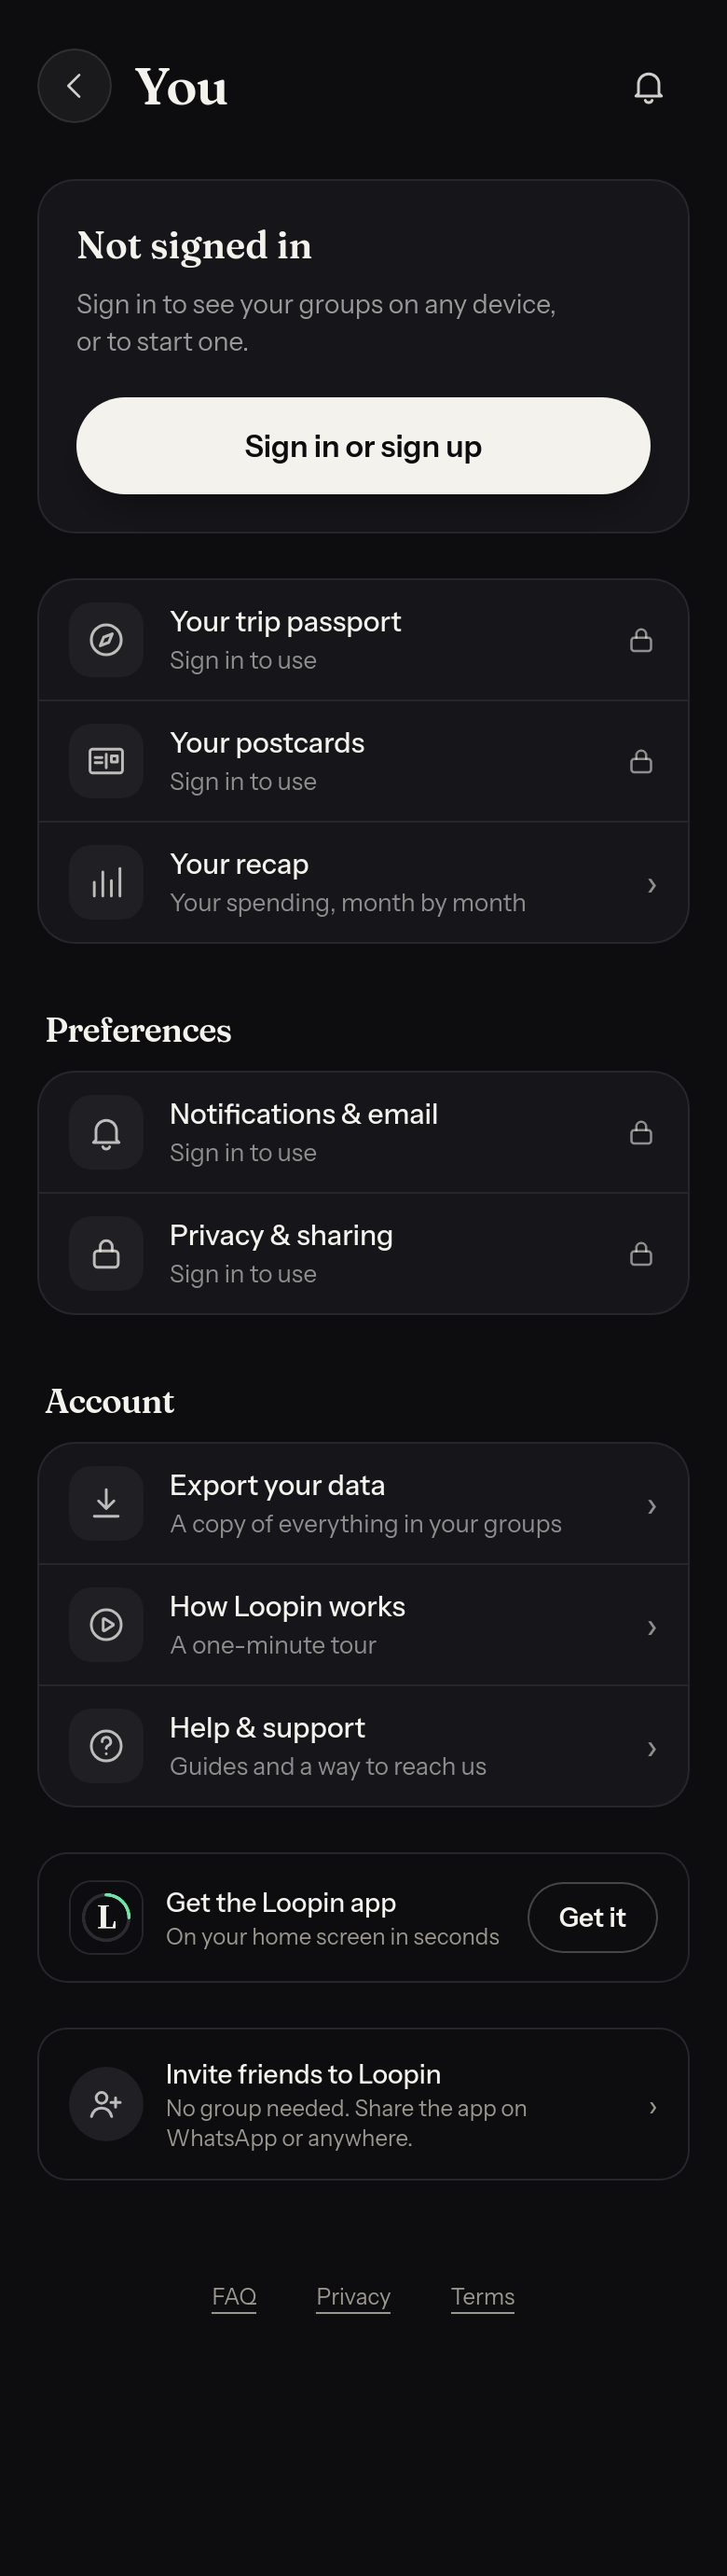 You
Not signed in
Sign in to see your groups on any device,
or to start one.
Sign in or sign up
Your trip passport
Sign in to use
Your postcards
Sign in to use
Your recap
Your spending, month by month
Preferences
Notifications & email
Sign in to use
Privacy & sharing
Sign in to use
Account
Export your data
A copy of everything in your groups
How Loopin works
A one-minute tour
Help & support
Guides and a way to reach us
L
Get the Loopin app
On your home screen in seconds
Get it
Invite friends to Loopin
No group needed. Share the app on
WhatsApp or anywhere.
FAQ Privacy Terms